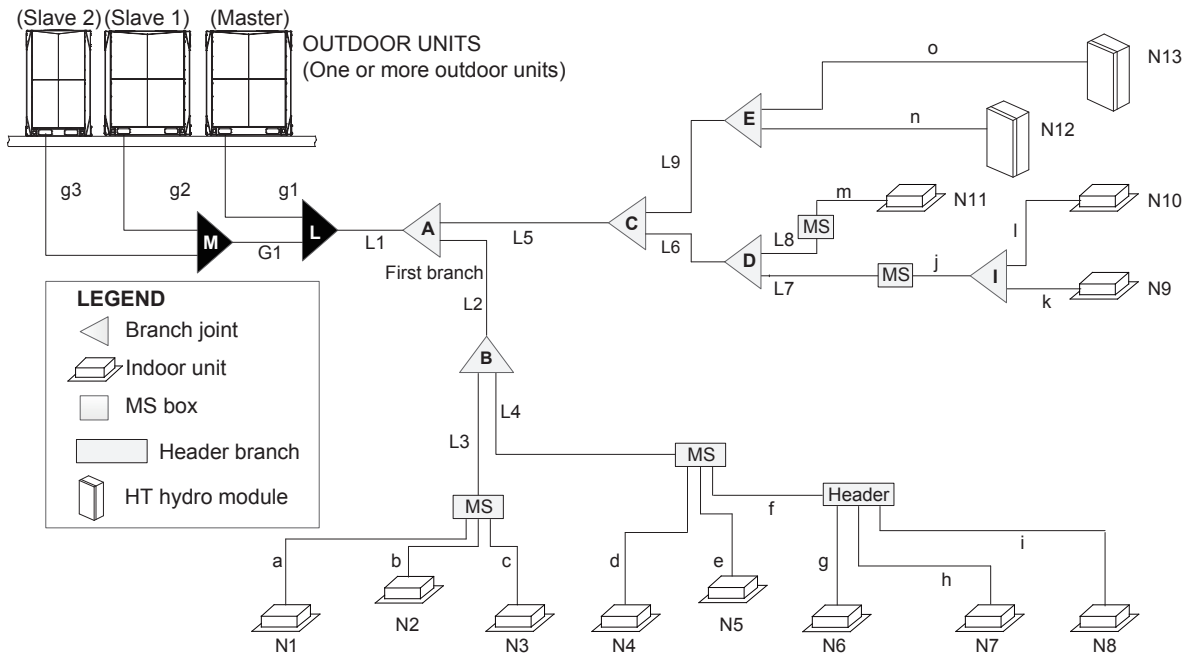 (Slave 2) (Slave 1) (Master)
OUTDOOR UNITS
(One or more outdoor units)
g3
g2
g1
M
G1
L
L1
A
First branch
L2
L5
C
L9
L6
E
o
N13
n
N12
D
L8
MS
m
N11
L7
MS
j
I
l
N10
k
N9
B
L3
L4
MS
a
b
c
N1
N2
N3
MS
d
e
f
Header
g
h
i
N4
N5
N6
N7
N8
LEGEND
Branch joint
Indoor unit
MS box
Header branch
HT hydro module